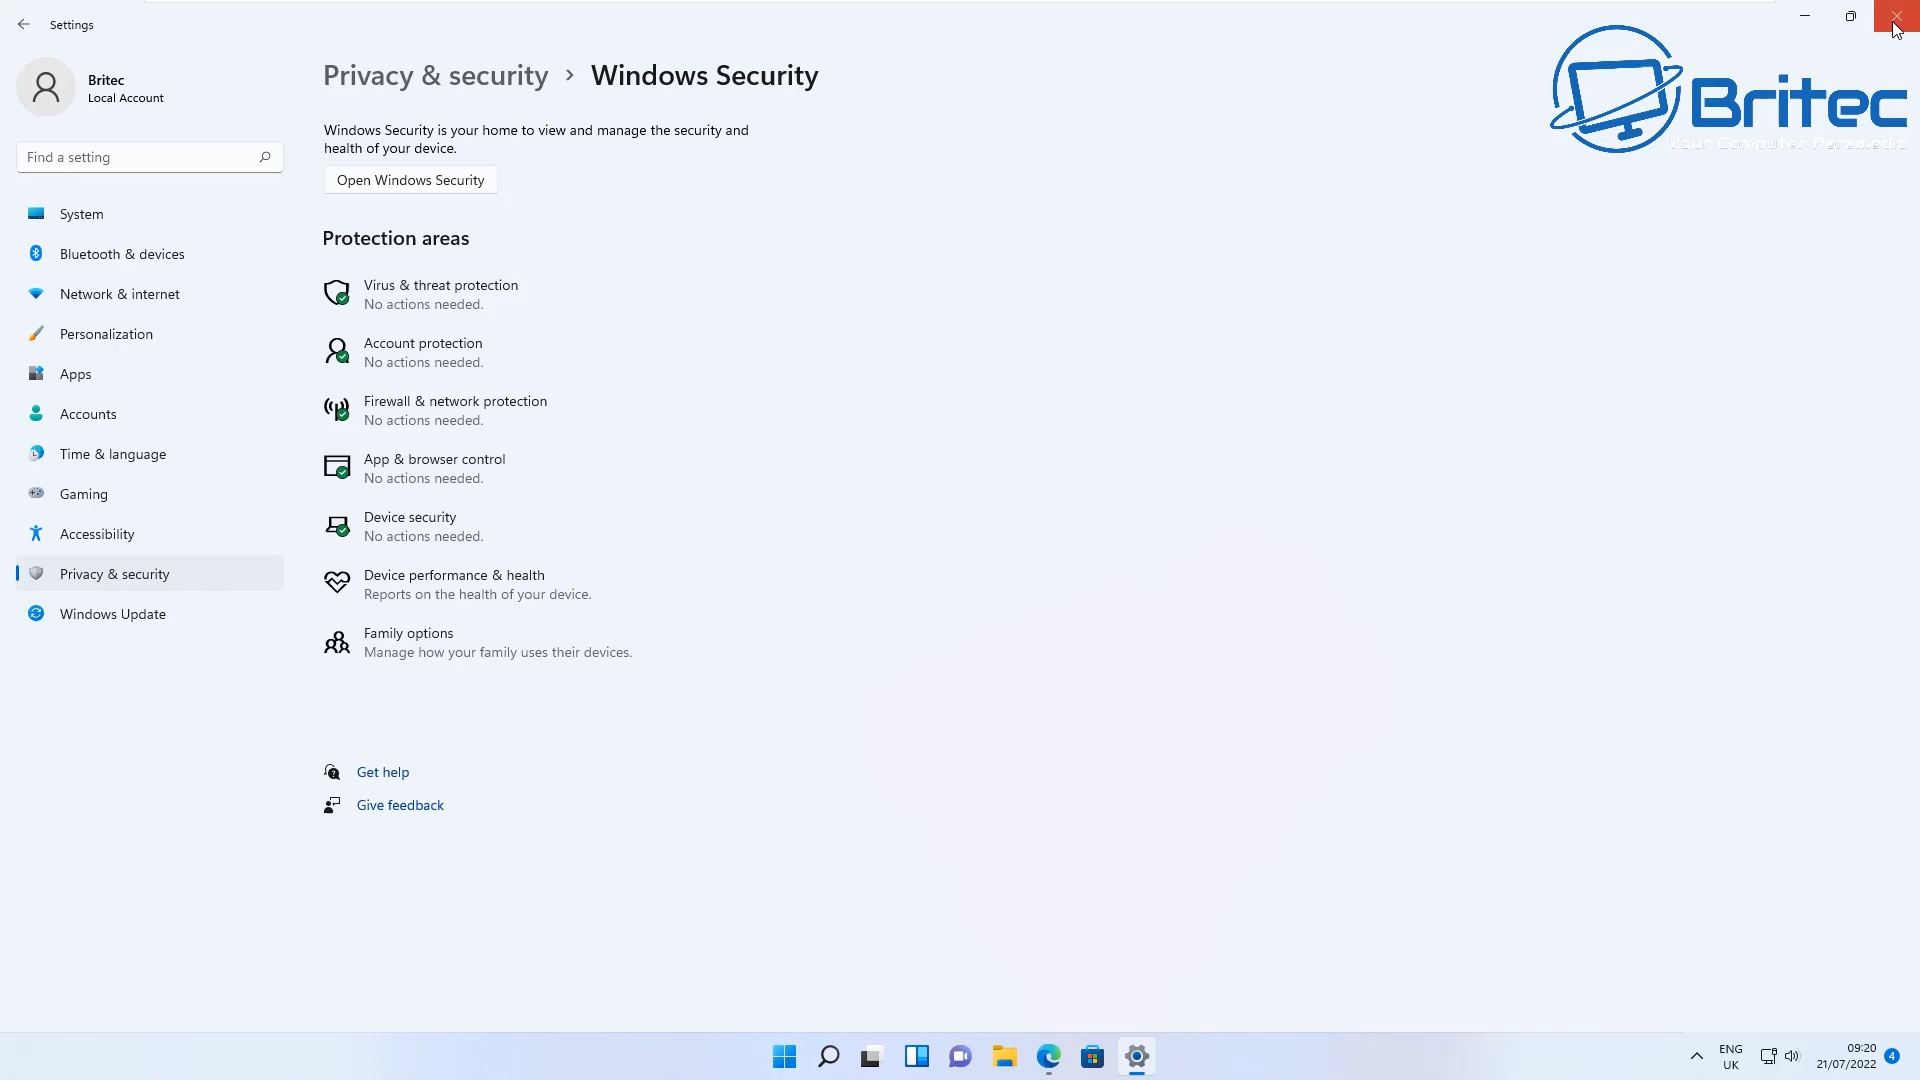 Settings
Britec
Local Account
Find a setting
System
Bluetooth & devices
Network & internet
Personalization
Apps
Accounts
Time & language
Gaming
Accessibility
Privacy & security
Windows Update
Privacy & security > Windows Security
Windows Security is your home to view and manage the security and
health of your device.
Open Windows Security
Protection areas
Virus & threat protection
No actions needed.
Account protection
No actions needed.
Firewall & network protection
No actions needed.
App & browser control
No actions needed.
Device security
No actions needed.
Device performance & health
Reports on the health of your device.
Family options
Manage how your family uses their devices.
Get help
Give feedback
Britec
Your Computer Paramedic
ENG
UK
09:20
21/07/2022
4